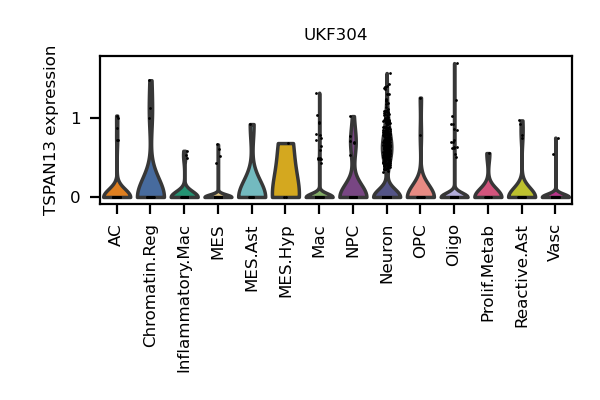 UKF304
TSPAN13 expression
1
0
AC
Chromatin.Reg
Inflammatory.Mac
MES
MES.Ast
MES.Hyp
Mac
NPC
Neuron
OPC
Oligo
Prolif.Metab
Reactive.Ast
Vasc